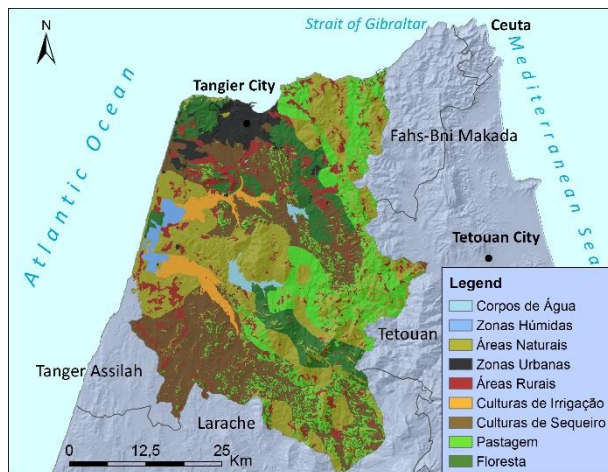 N
Strait of Gibraltar
Ceuta
Tangier City
Atlantic Ocean
Mediterranean Sea
Fahs-Bni Makada
Tetouan City
Tetouan
Tanger Assilah
Larache
Legend
Corpos de Água
Zonas Húmidas
Áreas Naturais
Zonas Urbanas
Áreas Rurais
Culturas de Irrigação
Culturas de Sequeiro
Pastagem
Floresta
0 12,5 25
Km